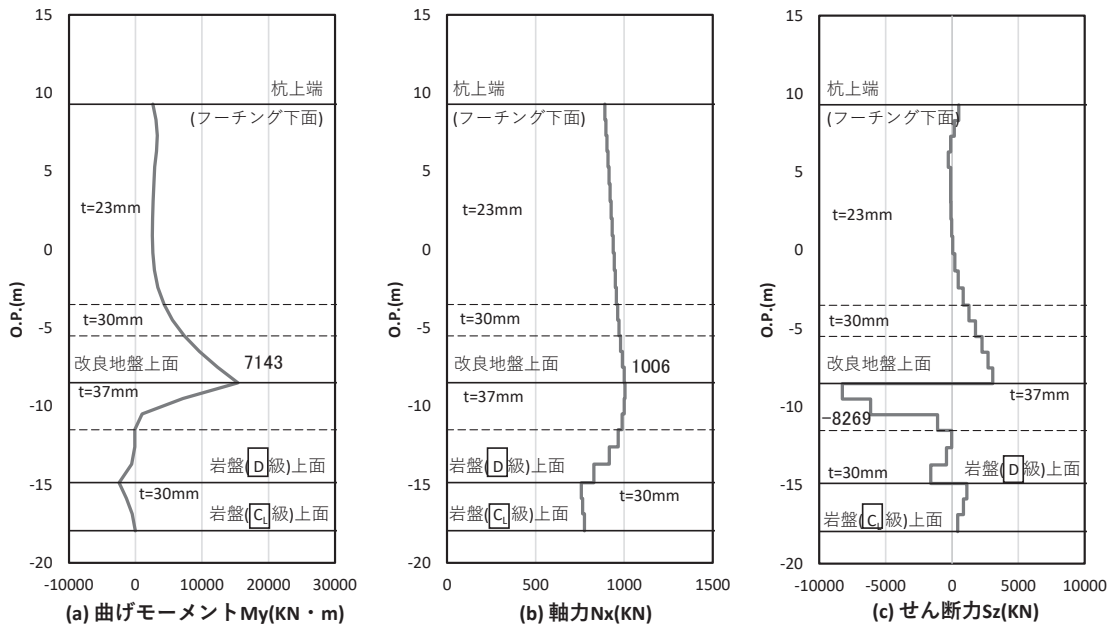 15
10
5
0
-5
-10
-15
-20
O.P.(m)
杭上端
(フーチング下面)
t=23mm
t=30mm
改良地盤上面
7143
t=37mm
岩盤(D級)上面
t=30mm
岩盤(CL級)上面
-10000 0 10000 20000 30000
(a) 曲げモーメントMy(KN・m)
15
10
5
0
-5
-10
-15
-20
O.P.(m)
杭上端
(フーチング下面)
t=23mm
t=30mm
改良地盤上面
1006
t=37mm
岩盤(D級)上面
t=30mm
岩盤(CL級)上面
0 500 1000 1500
(b) 軸力Nx(KN)
15
10
5
0
-5
-10
-15
-20
O.P.(m)
杭上端
(フーチング下面)
t=23mm
t=30mm
改良地盤上面
t=37mm
-8269
t=30mm
岩盤(D級)上面
岩盤(CL級)上面
-10000 -5000 0 5000 10000
(c) せん断力Sz(KN)